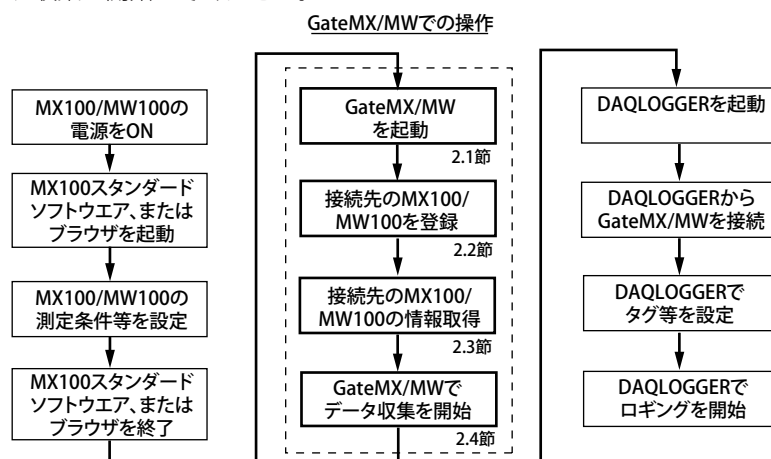 GateMX/MWでの操作
MX100/MW100の
電源をON
MX100スタンダード
ソフトウエア、または
ブラウザを起動
MX100/MW100の
測定条件等を設定
MX100スタンダード
ソフトウエア、または
ブラウザを終了
GateMX/MW
を起動
2.1節
接続先のMX100/
MW100を登録
2.2節
接続先のMX100/
MW100の情報取得
2.3節
GateMX/MWで
データ収集を開始
2.4節
DAQLOGGERを起動
DAQLOGGERから
GateMX/MWを接続
DAQLOGGERで
タグ等を設定
DAQLOGGERで
ロギングを開始